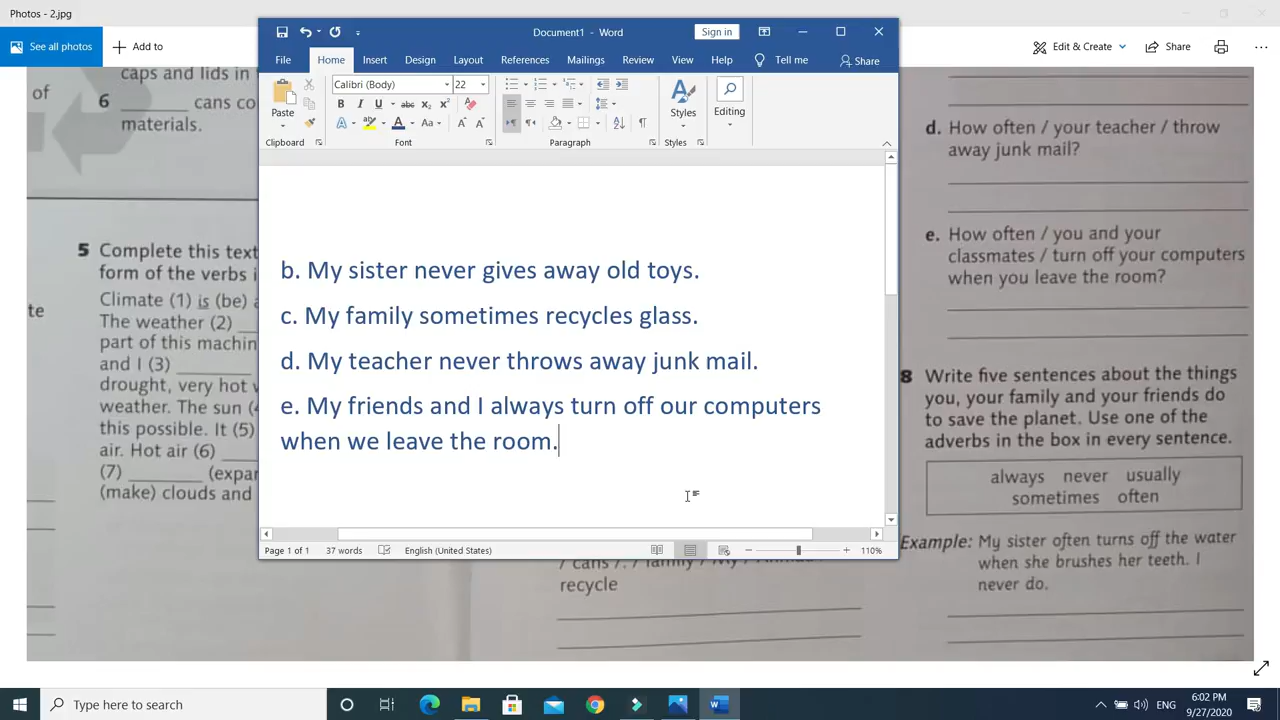 Photos - 2.jpg
See all photos
Add to
Edit & Create
Share
Document1 - Word
Sign in
File Home Insert Design Layout References Mailings Review View Help Tell me Share
Paste
Calibri (Body) 22
Styles
Editing
Clipboard Font Paragraph Styles
b. My sister never gives away old toys.
c. My family sometimes recycles glass.
d. My teacher never throws away junk mail.
e. My friends and I always turn off our computers
when we leave the room.
Page 1 of 1 37 words English (United States) 110%
of
caps and lids in
6 ______ cans co
materials.
te
5 Complete this text
form of the verbs i
Climate (1) is (be) a
The weather (2)
part of this machin
and I (3)
drought, very hot w
weather. The sun (4
this possible. It (5)
air. Hot air (6)
(7) ______ (expan
(make) clouds and
recycle
d. How often / your teacher / throw
away junk mail?
e. How often / you and your
classmates / turn off your computers
when you leave the room?
8 Write five sentences about the things
you, your family and your friends do
to save the planet. Use one of the
adverbs in the box in every sentence.
always never usually
sometimes often
Example: My sister often turns off the water
when she brushes her teeth. I
never do.
Type here to search
ENG
6:02 PM
9/27/2020